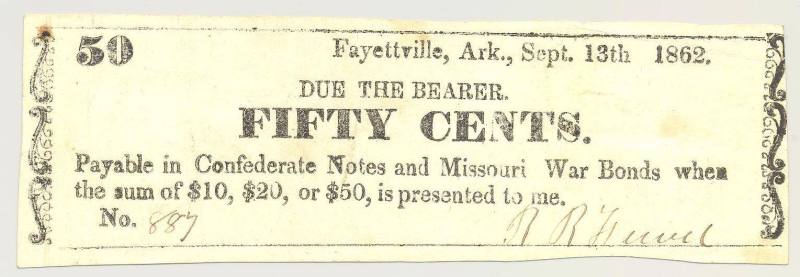 50 Fayettville, Ark., Sept. 13th 1862.
DUE THE BEARER.
FIFTY CENTS.
Payable in Confederate Notes and Missouri War Bonds when
the sum of $10, $20, or $50, is presented to me.
No. 887 R R